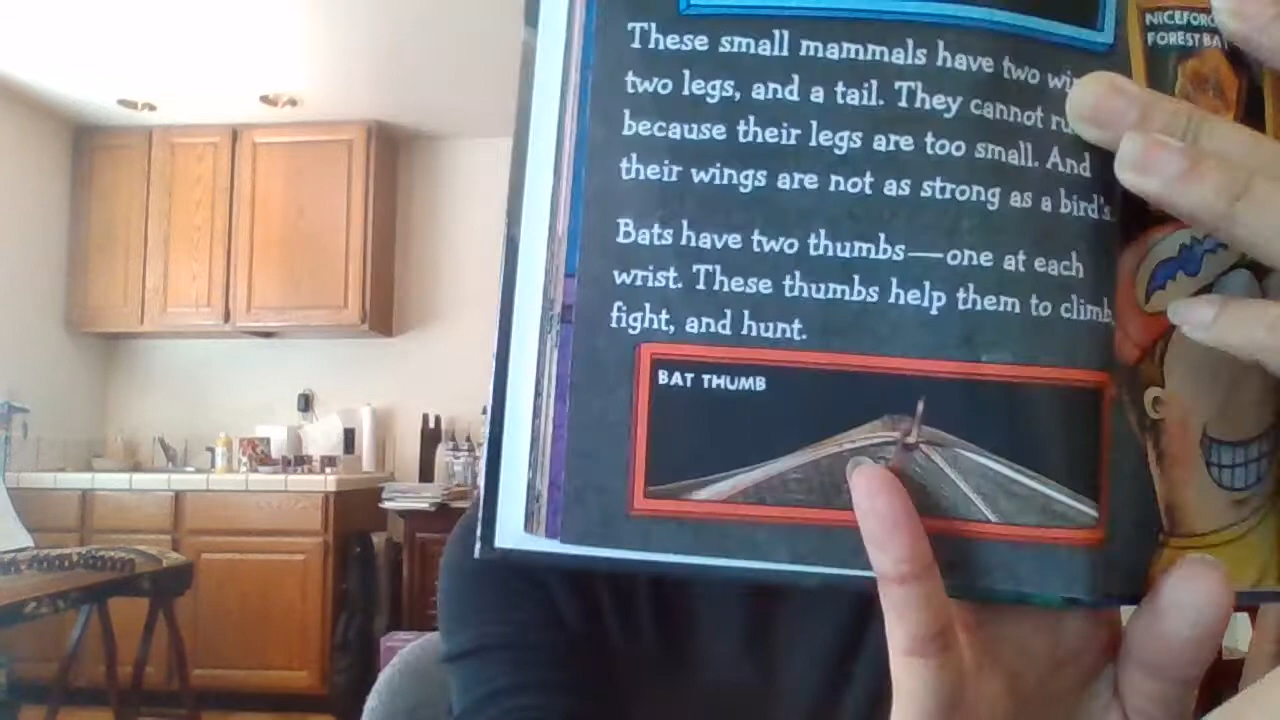 These small mammals have two
two legs, and a tail. They cannot
because their legs are too small. And
their wings are not as strong as a bird's.
Bats have two thumbs—one at each
wrist. These thumbs help them to climb,
fight, and hunt.
BAT THUMB
FOREST